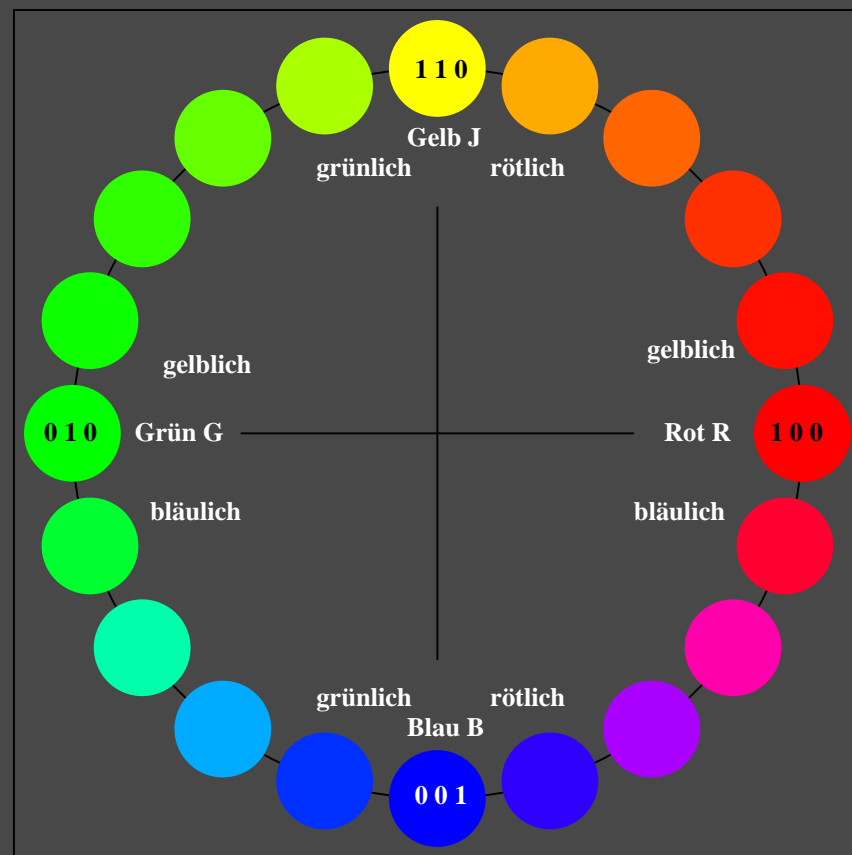 1 1 0
Gelb J
grünlich rötlich
gelblich gelblich
0 1 0 Grün G Rot R 1 0 0
bläulich bläulich
grünlich rötlich
Blau B
0 0 1